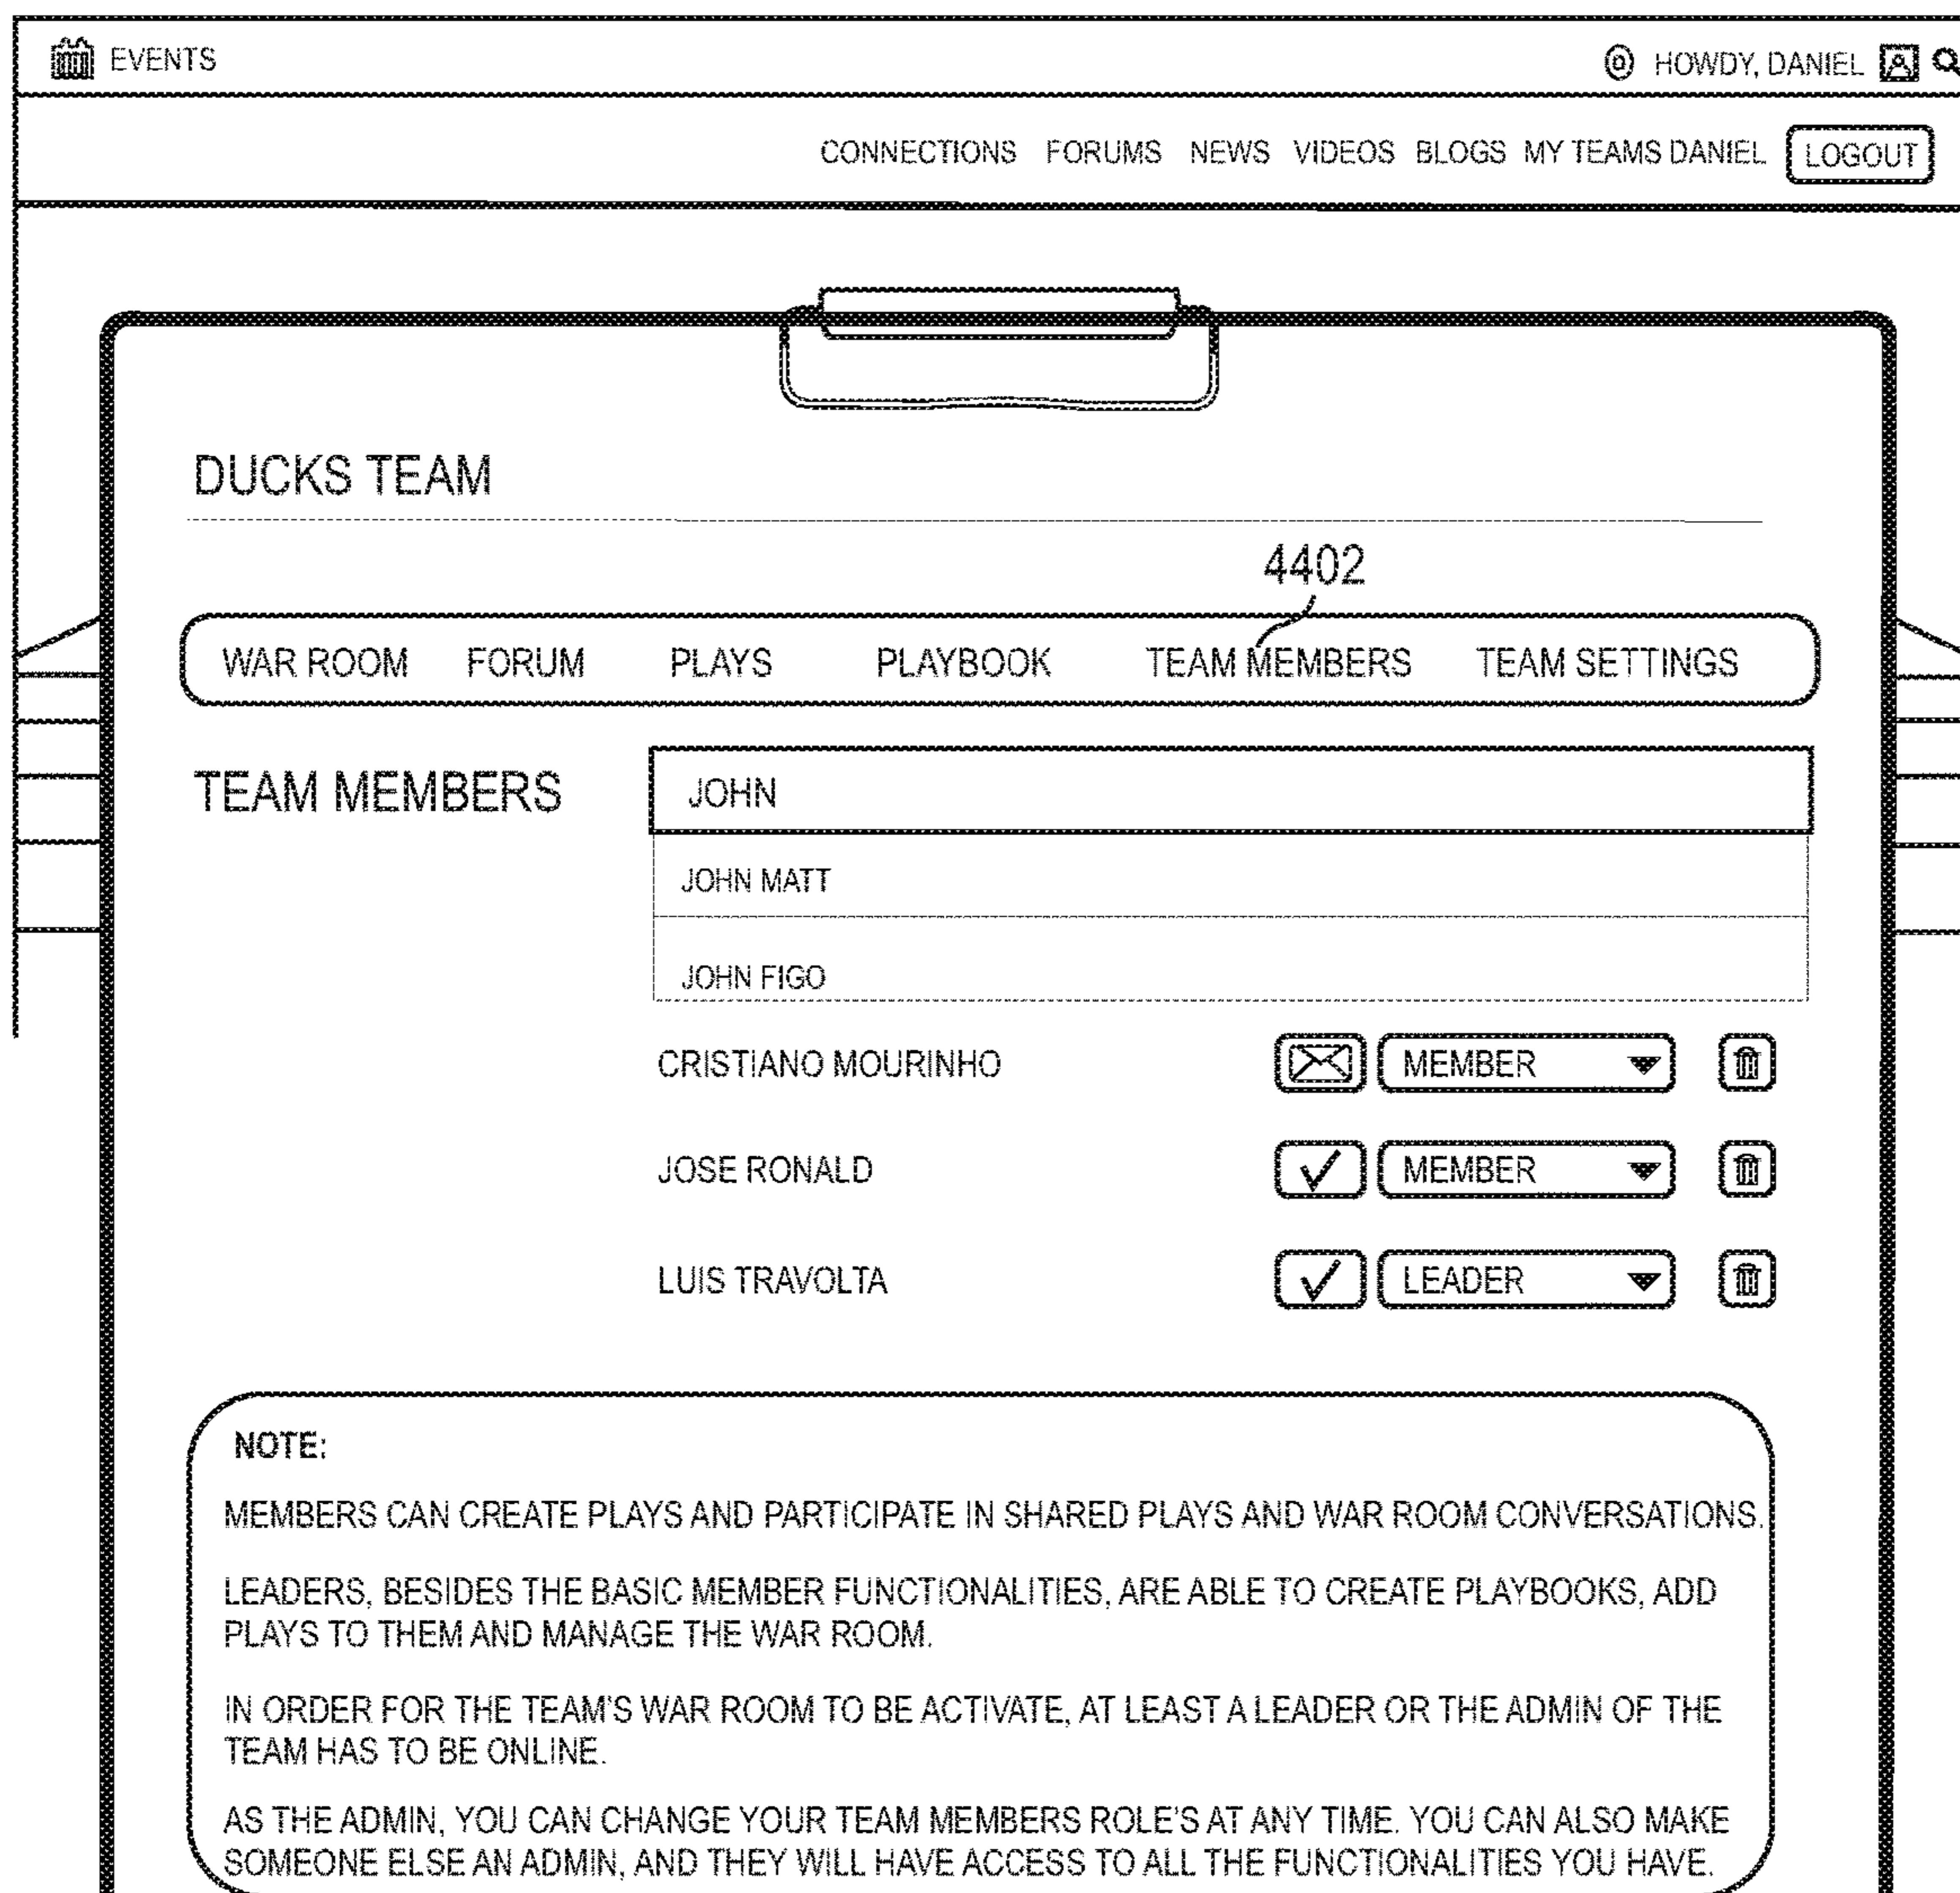 EVENTS
HOWDY, DANIEL
CONNECTIONS FORUMS NEWS VIDEOS BLOGS MY TEAMS DANIEL LOGOUT
DUCKS TEAM
4402
WAR ROOM FORUM PLAYS PLAYBOOK TEAM MEMBERS TEAM SETTINGS
TEAM MEMBERS
JOHN
JOHN MATT
JOHN FIGO
CRISTIANO MOURINHO MEMBER
JOSE RONALD MEMBER
LUIS TRAVOLTA LEADER
NOTE:
MEMBERS CAN CREATE PLAYS AND PARTICIPATE IN SHARED PLAYS AND WAR ROOM CONVERSATIONS.
LEADERS, BESIDES THE BASIC MEMBER FUNCTIONALITIES, ARE ABLE TO CREATE PLAYBOOKS, ADD
PLAYS TO THEM AND MANAGE THE WAR ROOM.
IN ORDER FOR THE TEAM'S WAR ROOM TO BE ACTIVATE, AT LEAST A LEADER OR THE ADMIN OF THE
TEAM HAS TO BE ONLINE.
AS THE ADMIN, YOU CAN CHANGE YOUR TEAM MEMBERS ROLE'S AT ANY TIME. YOU CAN ALSO MAKE
SOMEONE ELSE AN ADMIN, AND THEY WILL HAVE ACCESS TO ALL THE FUNCTIONALITIES YOU HAVE.